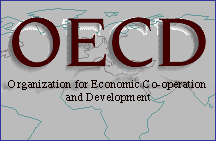 OECD
Organization for Economic Co-operation
and Development